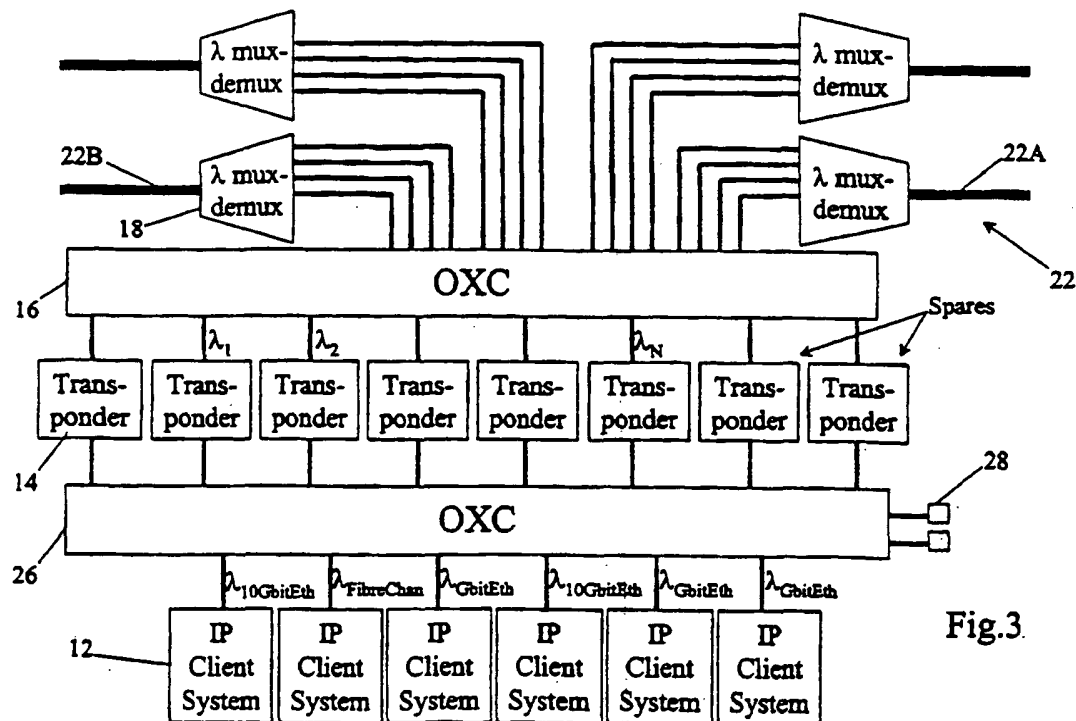 λ mux-
demux
λ mux-
demux
22B
λ mux-
demux
18
λ mux-
demux
22A
22
OXC
16
Spares
λ1
λ2
λN
Trans-
ponder
Trans-
ponder
Trans-
ponder
Trans-
ponder
Trans-
ponder
Trans-
ponder
Trans-
ponder
Trans-
ponder
14
28
OXC
26
λ10GbitEth
λFibreChan
λGbitEth
λ10GbitEth
λGbitEth
λGbitEth
12
IP
Client
System
IP
Client
System
IP
Client
System
IP
Client
System
IP
Client
System
IP
Client
System
Fig.3